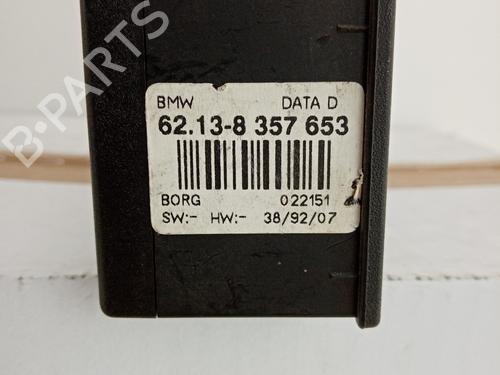 BMW DATA D
62.13-8 357 653
BORG 022151
SW:- HW:- 38/92/07
B-PARTS